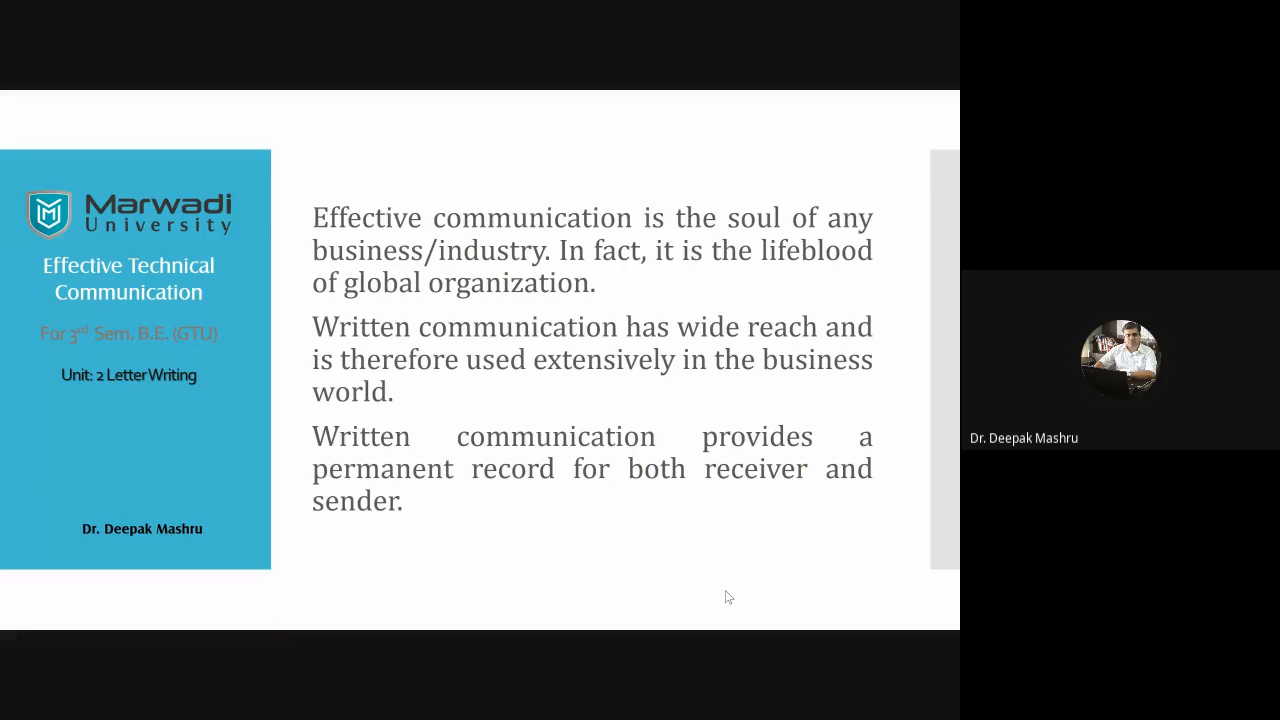 Marwadi
University
Effective Technical
Communication
For 3rd Sem. B.E. (GTU)
Unit: 2 Letter Writing
Dr. Deepak Mashru
Effective communication is the soul of any
business/industry. In fact, it is the lifeblood
of global organization.
Written communication has wide reach and
is therefore used extensively in the business
world.
Written communication provides a
permanent record for both receiver and
sender.
Dr. Deepak Mashru